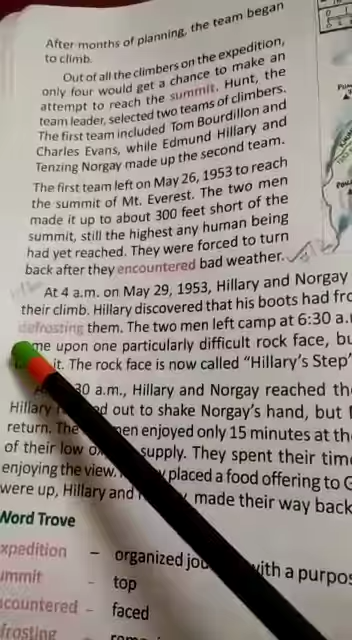 After months of planning, the team began
to climb.
Out of all the climbers on the expedition,
only four would get a chance to make an
attempt to reach the summit. Hunt, the
team leader, selected two teams of climbers.
The first team included Tom Bourdillon and
Charles Evans, while Edmund Hillary and
Tenzing Norgay made up the second team.
The first team left on May 26, 1953 to reach
the summit of Mt. Everest. The two men
made it up to about 300 feet short of the
summit, still the highest any human being
had yet reached. They were forced to turn
back after they encountered bad weather.
At 4 a.m. on May 29, 1953, Hillary and Norgay
their climb. Hillary discovered that his boots had
defrosting them. The two men left camp at 6:30
me upon one particularly difficult rock face,
it. The rock face is now called "Hillary's Step'
30 a.m., Hillary and Norgay reached
Hillary out to shake Norgay's hand, but
return. The en enjoyed only 15 minutes at
of their low supply. They spent their
enjoying the view. placed a food offering to
were up, Hillary and made their way back
Word Trove
xpedition – organized with a
ummit - top
countered – faced
frosting